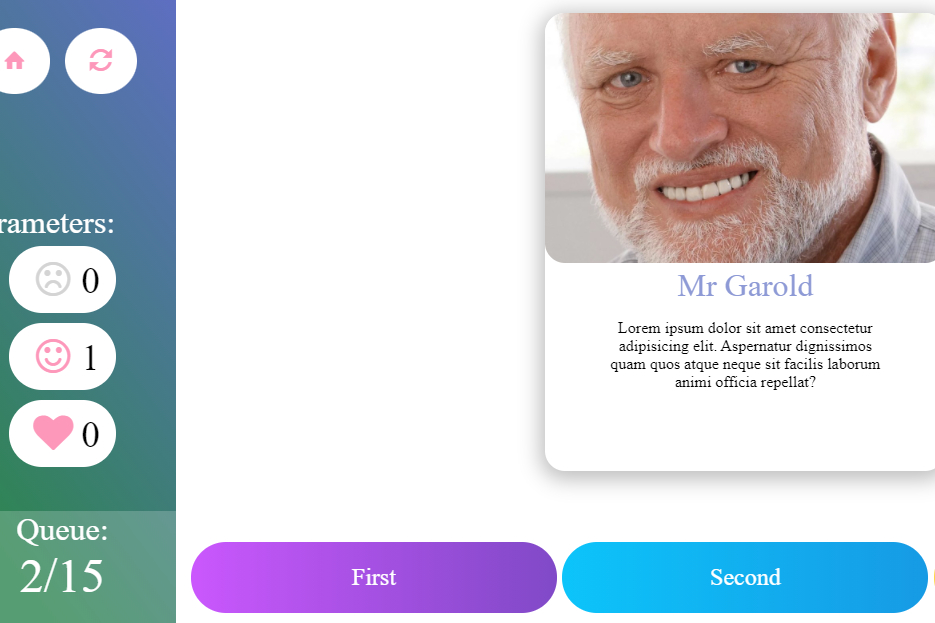 rameters:
0
1
0
Queue:
2/15
Mr Garold
Lorem ipsum dolor sit amet consectetur
adipisicing elit. Aspernatur dignissimos
quam quos atque neque sit facilis laborum
animi officia repellat?
First
Second